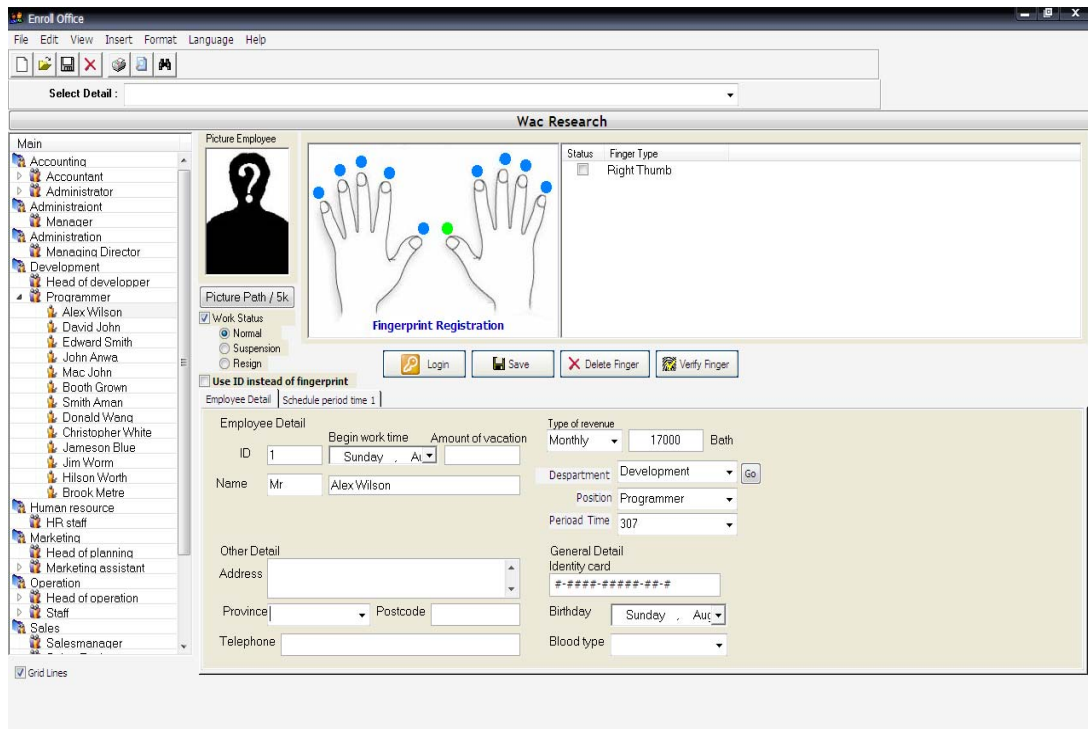 Enroll Office
File Edit View Insert Format Language Help
Select Detail :
Wac Research
Main
Accounting
Accountant
Administrator
Administraiont
Manager
Administration
Managing Director
Development
Head of developper
Programmer
Alex Wilson
David John
Edward Smith
John Anwa
Mac John
Booth Grown
Smith Aman
Donald Wang
Christopher White
Jameson Blue
Jim Worm
Hilson Worth
Brook Metre
Human resource
HR staff
Marketing
Head of planning
Marketing assistant
Operation
Head of operation
Staff
Sales
Salesmanager
Grid Lines
Picture Employee
?
Picture Path / 5k
Work Status
Normal
Suspension
Resign
Use ID instead of fingerprint
Fingerprint Registration
Status Finger Type
Right Thumb
Login Save Delete Finger Verify Finger
Employee Detail Schedule period time 1
Employee Detail
Begin work time Amount of vacation
ID 1 Sunday , Au
Name Mr Alex Wilson
Type of revenue
Monthly 17000 Bath
Despartment Development Go
Position Programmer
Perioad Time 307
Other Detail
Address
Province Postcode
Telephone
General Detail
Identity card
#-####-#####-##-#
Birthday Sunday , Aug
Blood type